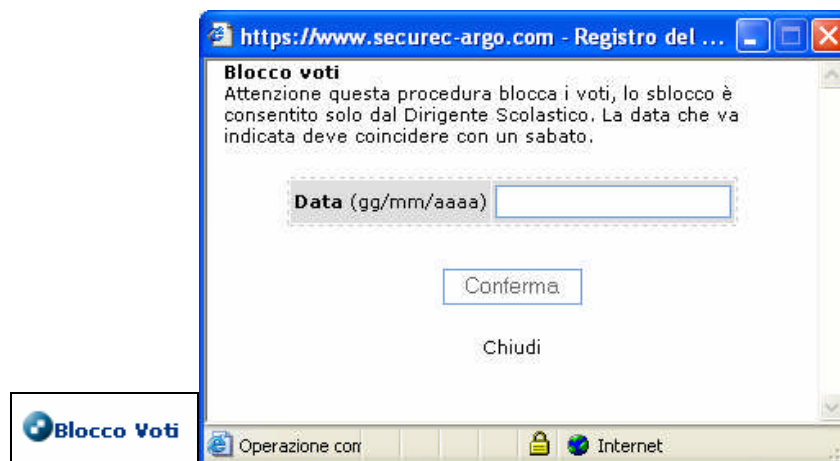 https://www.securec-argo.com - Registro del ...
Blocco voti
Attenzione questa procedura blocca i voti, lo sblocco è
consentito solo dal Dirigente Scolastico. La data che va
indicata deve coincidere con un sabato.
Data (gg/mm/aaaa)
Conferma
Chiudi
Blocco Voti
Operazione com
Internet